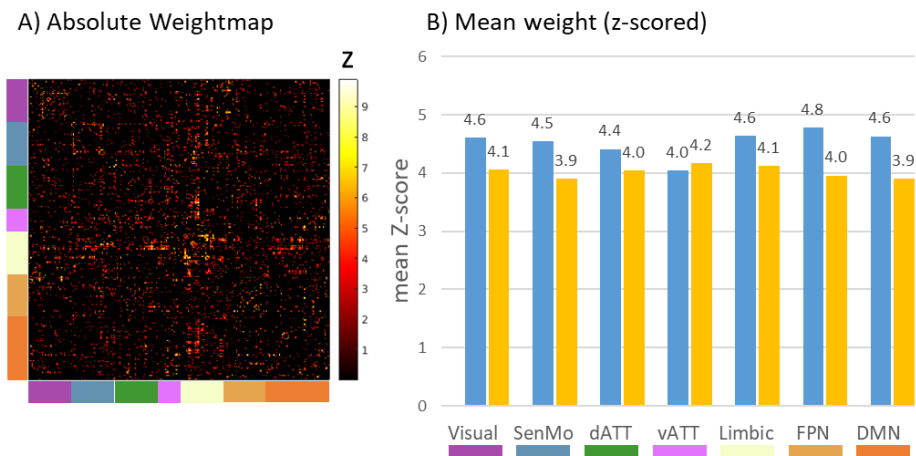 A) Absolute Weightmap
Z
9
8
7
6
5
4
3
2
1
B) Mean weight (z-scored)
mean Z-score
6
5
4
3
2
1
0
4.6 4.1 4.5 3.9 4.4 4.0 4.0 4.2 4.6 4.1 4.8 4.0 4.6 3.9
Visual SenMo dATT vATT Limbic FPN DMN